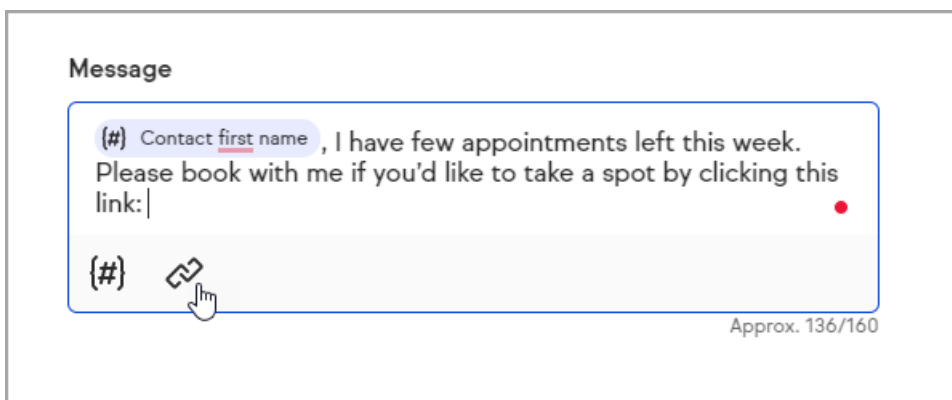 Message
{#} Contact first name , I have few appointments left this week.
Please book with me if you'd like to take a spot by clicking this
link:
{#}
Approx. 136/160